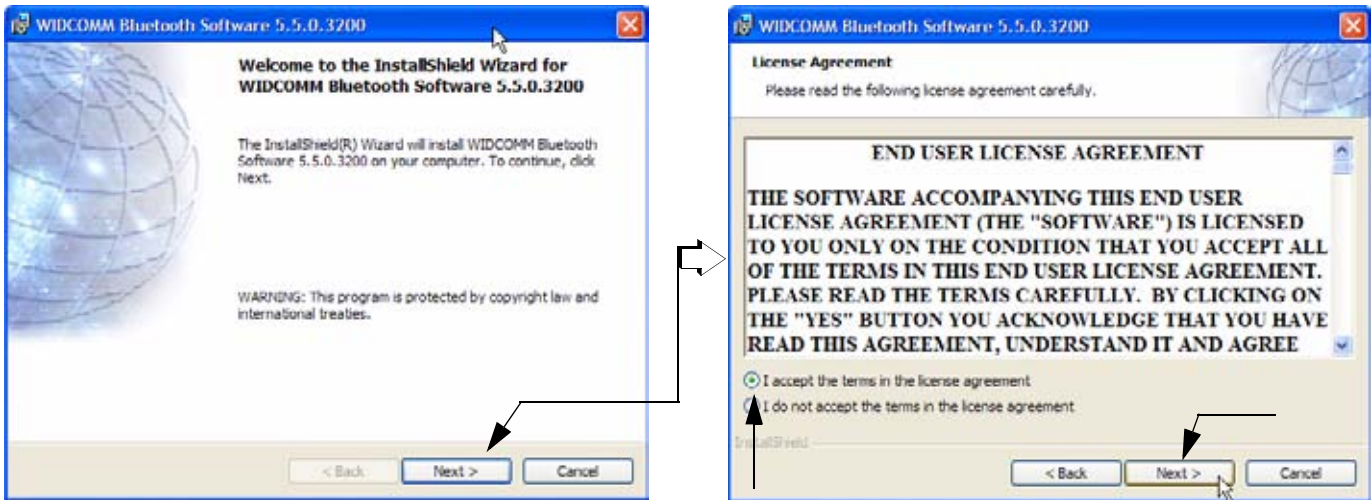 WIDCOMM Bluetooth Software 5.5.0.3200
Welcome to the InstallShield Wizard for
WIDCOMM Bluetooth Software 5.5.0.3200
The InstallShield(R) Wizard will install WIDCOMM Bluetooth
Software 5.5.0.3200 on your computer. To continue, click
Next.
WARNING: This program is protected by copyright law and
international treaties.
< Back
Next >
Cancel
WIDCOMM Bluetooth Software 5.5.0.3200
License Agreement
Please read the following license agreement carefully.
END USER LICENSE AGREEMENT
THE SOFTWARE ACCOMPANYING THIS END USER
LICENSE AGREEMENT (THE "SOFTWARE") IS LICENSED
TO YOU ONLY ON THE CONDITION THAT YOU ACCEPT ALL
OF THE TERMS IN THIS END USER LICENSE AGREEMENT.
PLEASE READ THE TERMS CAREFULLY. BY CLICKING ON
THE "YES" BUTTON YOU ACKNOWLEDGE THAT YOU HAVE
READ THIS AGREEMENT, UNDERSTAND IT AND AGREE
I accept the terms in the license agreement
I do not accept the terms in the license agreement
InstallShield
< Back
Next >
Cancel